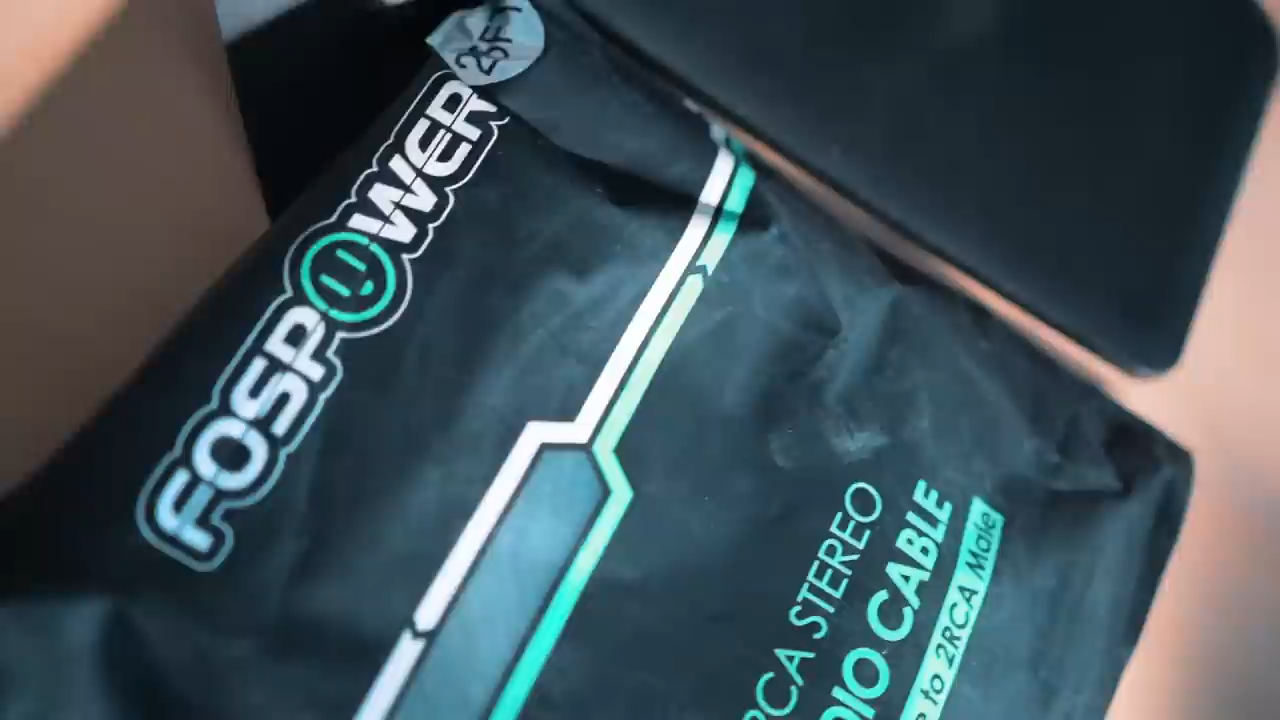 25FT
FOSPOWER
RCA STEREO
DIO CABLE
to 2RCA Male